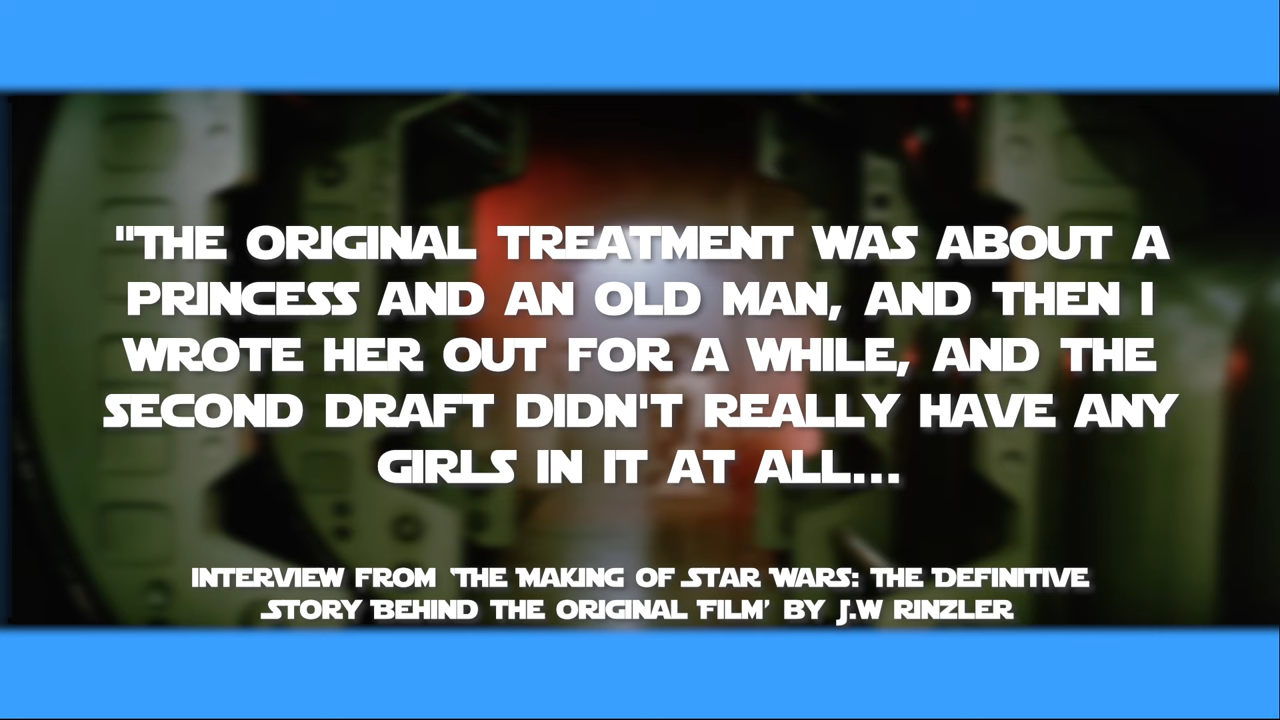 "THE ORIGINAL TREATMENT WAS ABOUT A
PRINCESS AND AN OLD MAN, AND THEN I
WROTE HER OUT FOR A WHILE, AND THE
SECOND DRAFT DIDN'T REALLY HAVE ANY
GIRLS IN IT AT ALL...
INTERVIEW FROM 'THE MAKING OF STAR WARS: THE DEFINITIVE
STORY BEHIND THE ORIGINAL FILM' BY J.W RINZLER